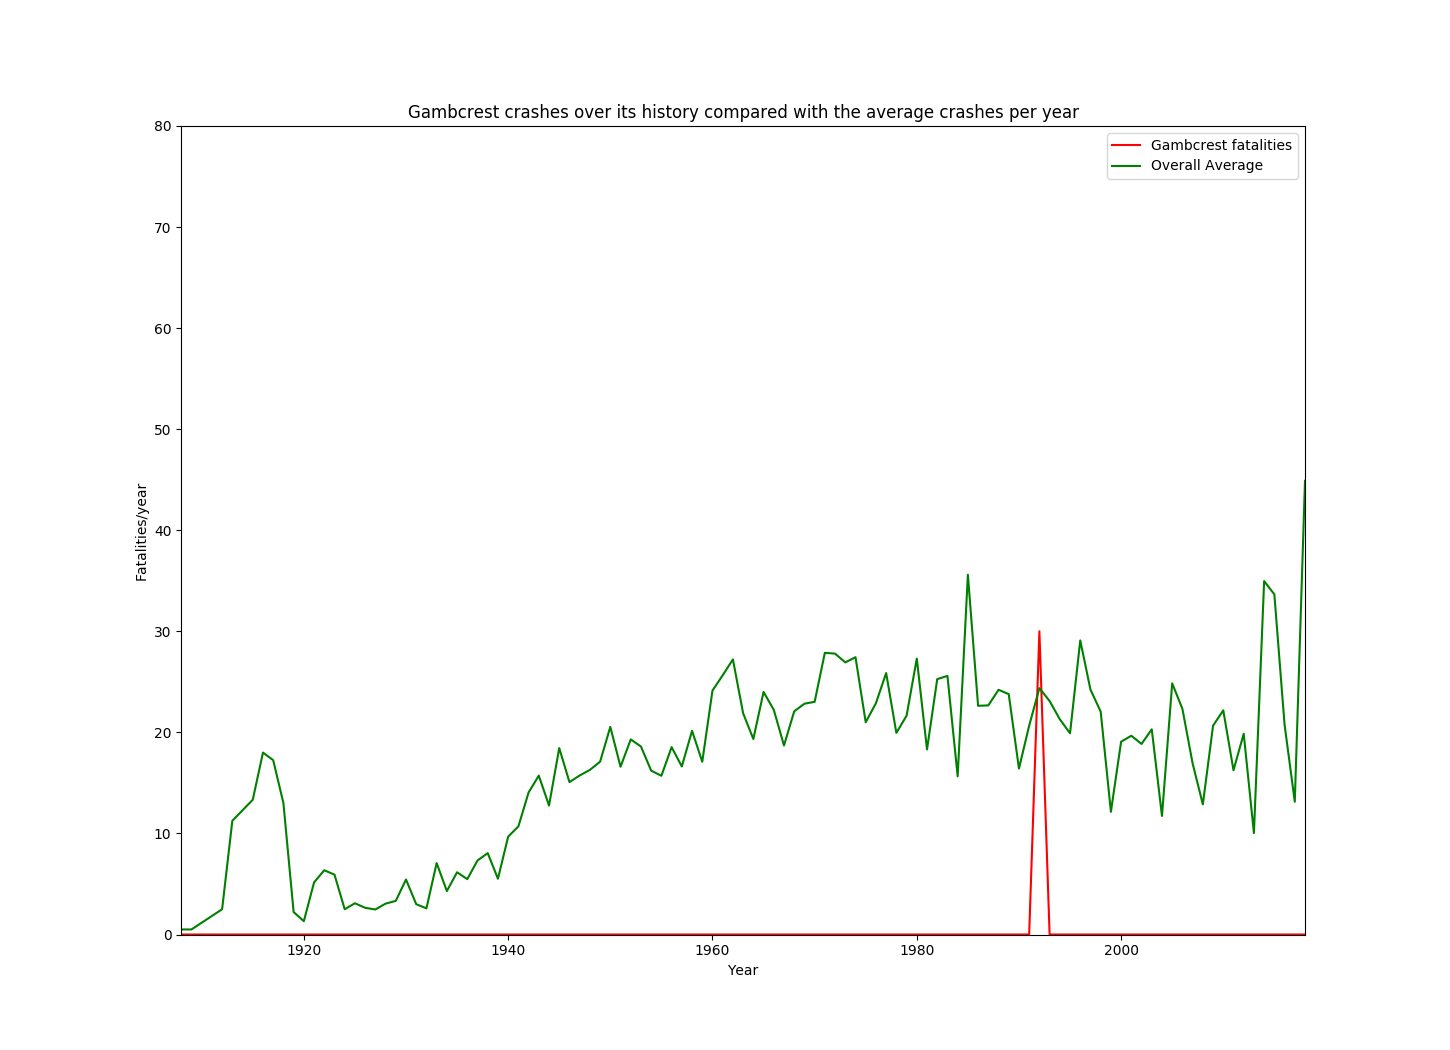 Gambcrest crashes over its history compared with the average crashes per year
Gambcrest fatalities
Overall Average
80
70
60
50
40
30
20
10
0
Fatalities/year
1920 1940 1960 1980 2000
Year